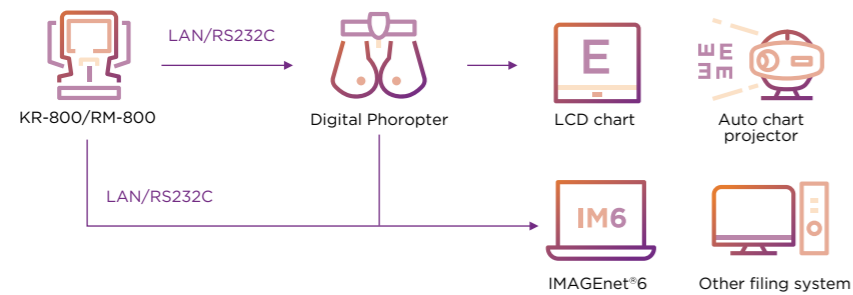 LAN/RS232C
E
E E
E E E
KR-800/RM-800
Digital Phoropter
LCD chart
Auto chart
projector
LAN/RS232C
IM6
IMAGEnet®6
Other filing system